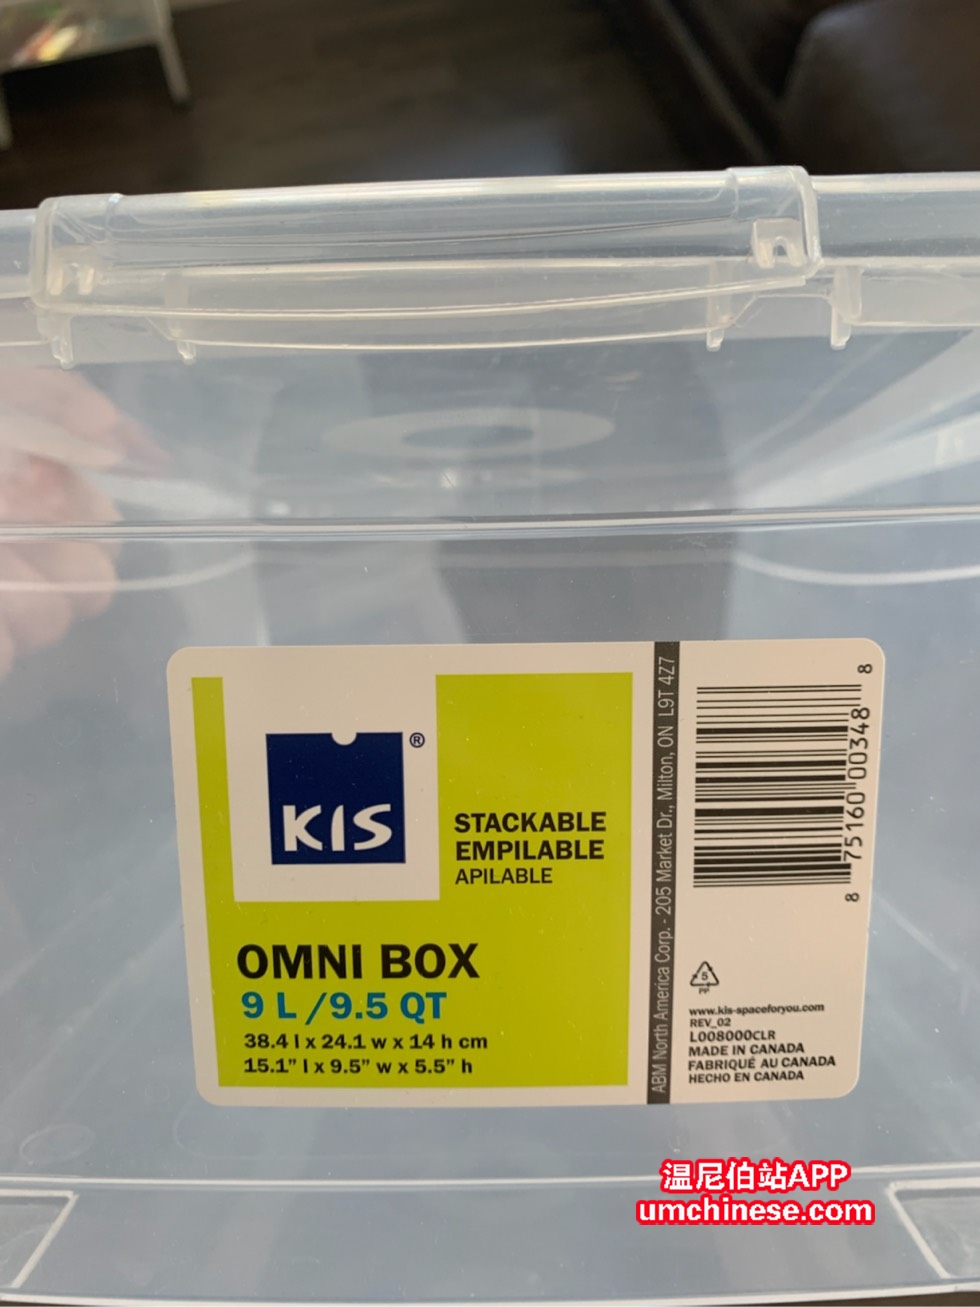 KIS®
STACKABLE
EMPILABLE
APILABLE
OMNI BOX
9 L /9.5 QT
38.4 l x 24.1 w x 14 h cm
15.1” l x 9.5” w x 5.5” h
ABM North America Corp. - 205 Market Dr., Milton, ON L9T 4Z7
8 75160 00348 8
5
PP
www.kis-spaceforyou.com
REV_02
L008000CLR
MADE IN CANADA
FABRIQUÉ AU CANADA
HECHO EN CANADA
温尼伯站APP
umchinese.com